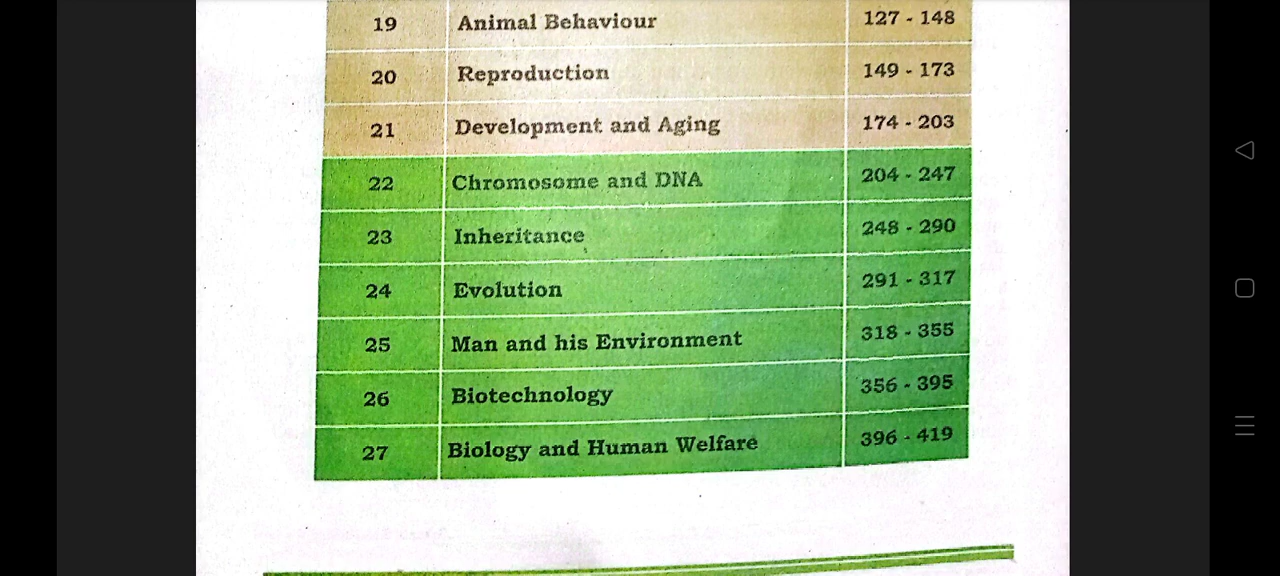 19 Animal Behaviour 127 - 148
20 Reproduction 149 - 173
21 Development and Aging 174 - 203
22 Chromosome and DNA 204 - 247
23 Inheritance 248 - 290
24 Evolution 291 - 317
25 Man and his Environment 318 - 355
26 Biotechnology 356 - 395
27 Biology and Human Welfare 396 - 419